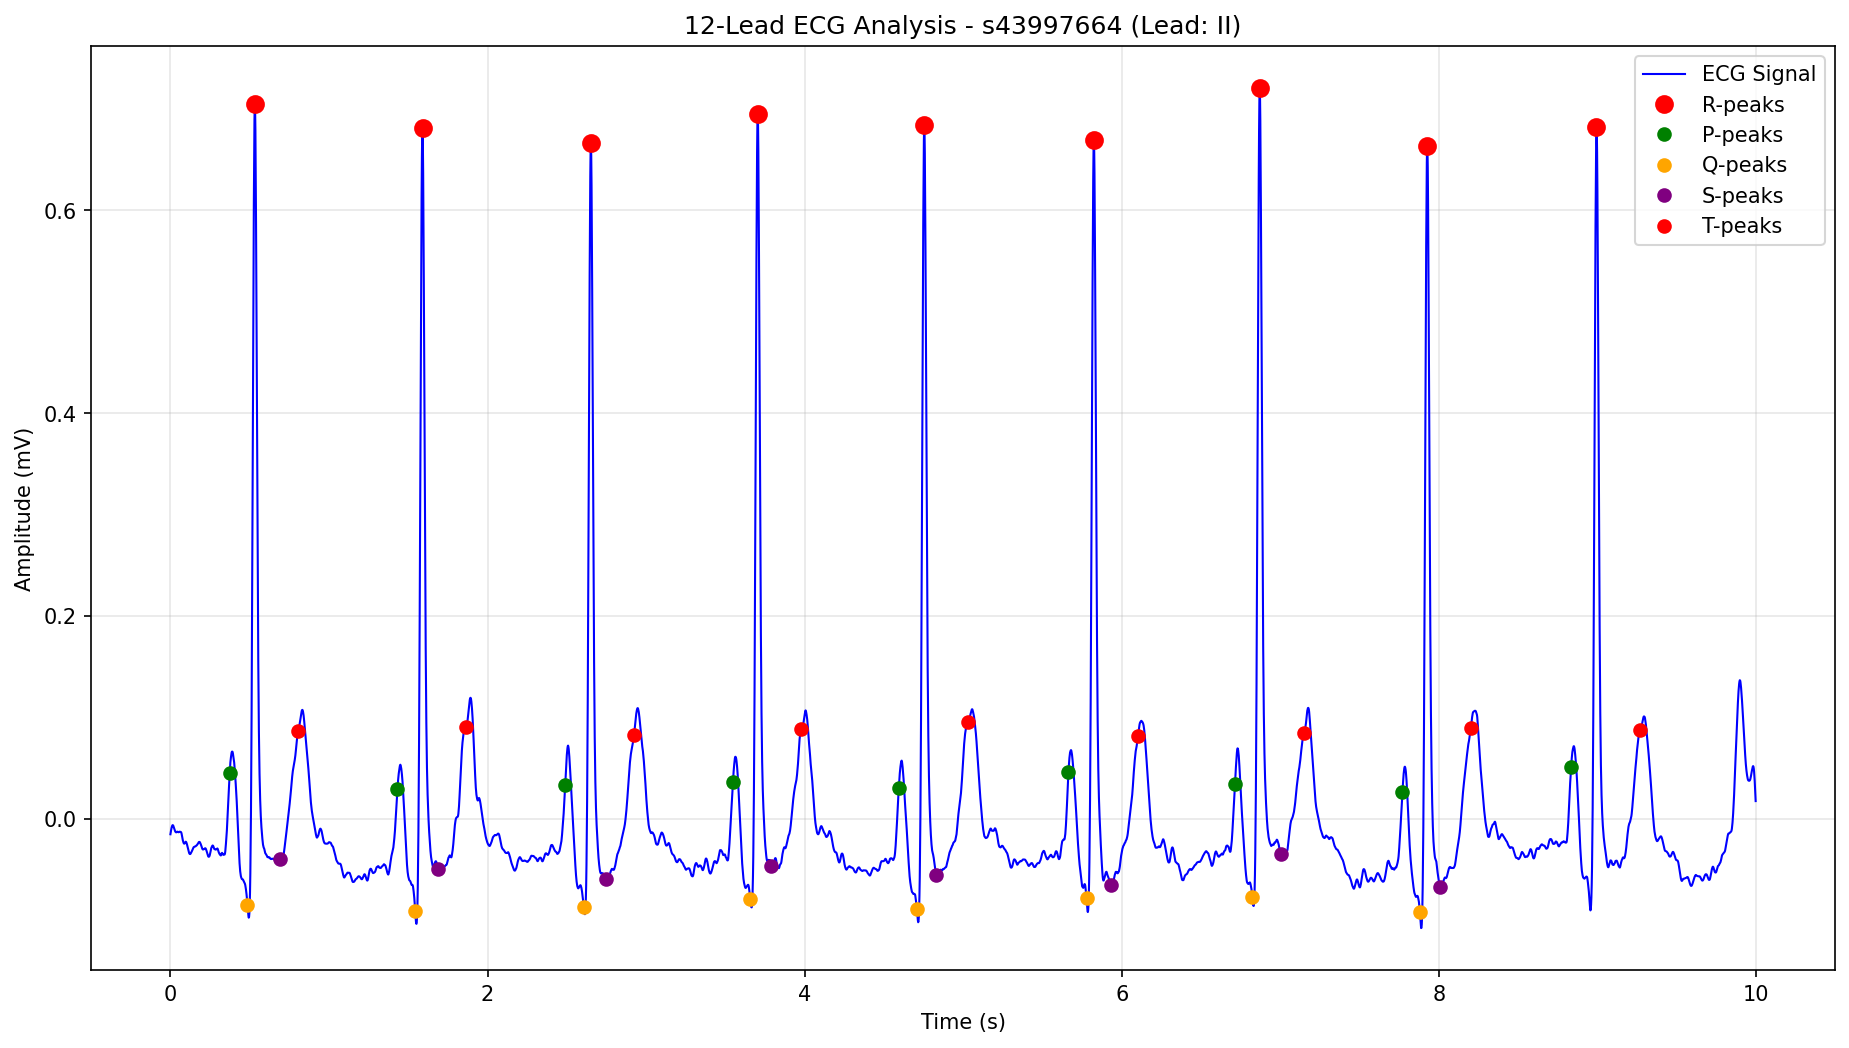 12-Lead ECG Analysis - s43997664 (Lead: II)
ECG Signal
R-peaks
P-peaks
Q-peaks
S-peaks
T-peaks
Amplitude (mV)
0.6
0.4
0.2
0.0
0
2
4
6
8
10
Time (s)